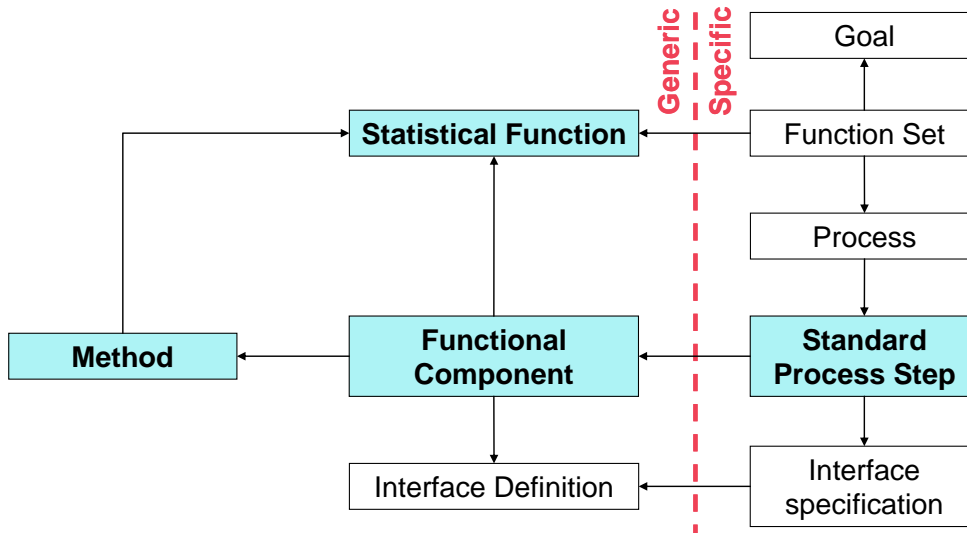 Generic
Specific
Goal
Statistical Function
Function Set
Process
Method
Functional
Component
Standard
Process Step
Interface Definition
Interface
specification